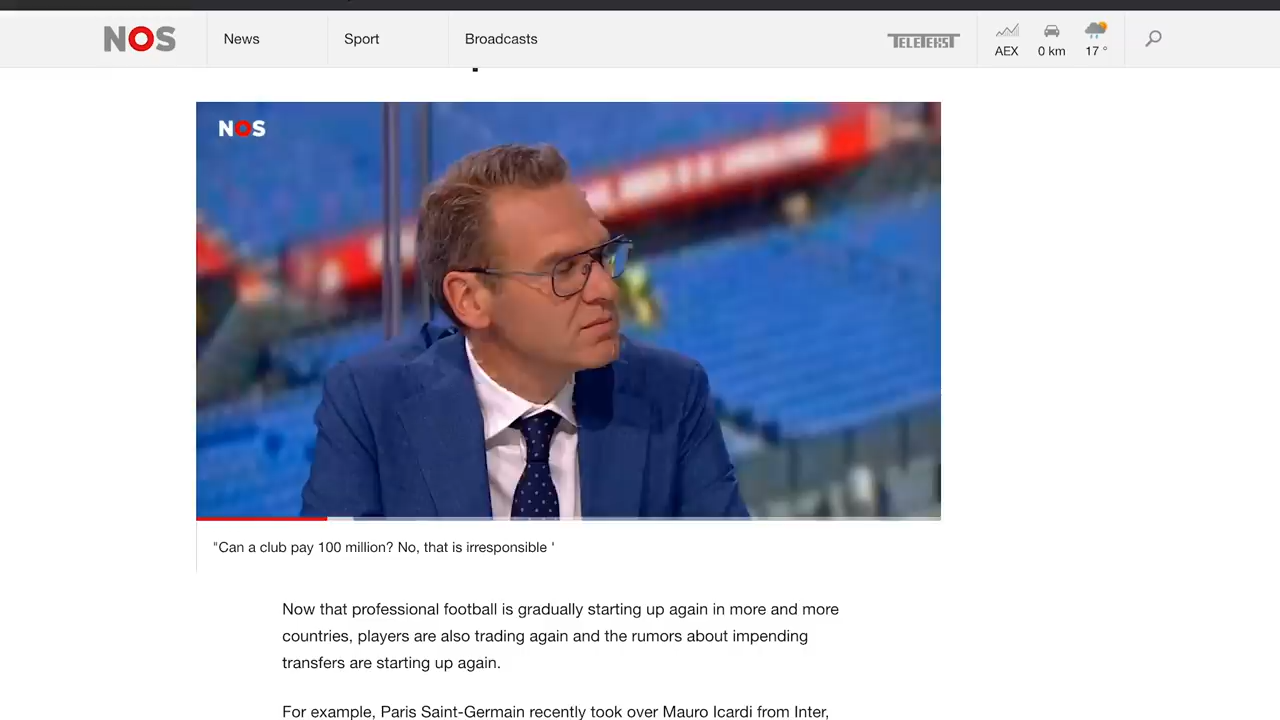 NOS
News
Sport
Broadcasts
TELETEKST
AEX
0 km
17 °
NOS
"Can a club pay 100 million? No, that is irresponsible '
Now that professional football is gradually starting up again in more and more
countries, players are also trading again and the rumors about impending
transfers are starting up again.
For example, Paris Saint-Germain recently took over Mauro Icardi from Inter,